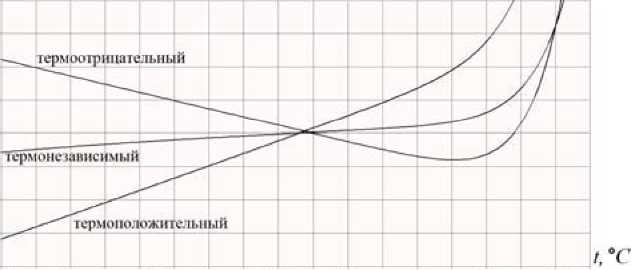 термоотрицательный
термонезависимый
термоположительный
t, °C